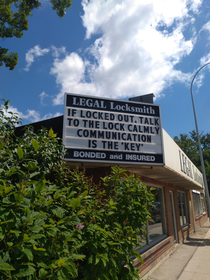 LEGAL Locksmith
IF LOCKED OUT, TALK
TO THE LOCK CALMLY
COMMUNICATION
IS THE 'KEY'
BONDED and INSURED